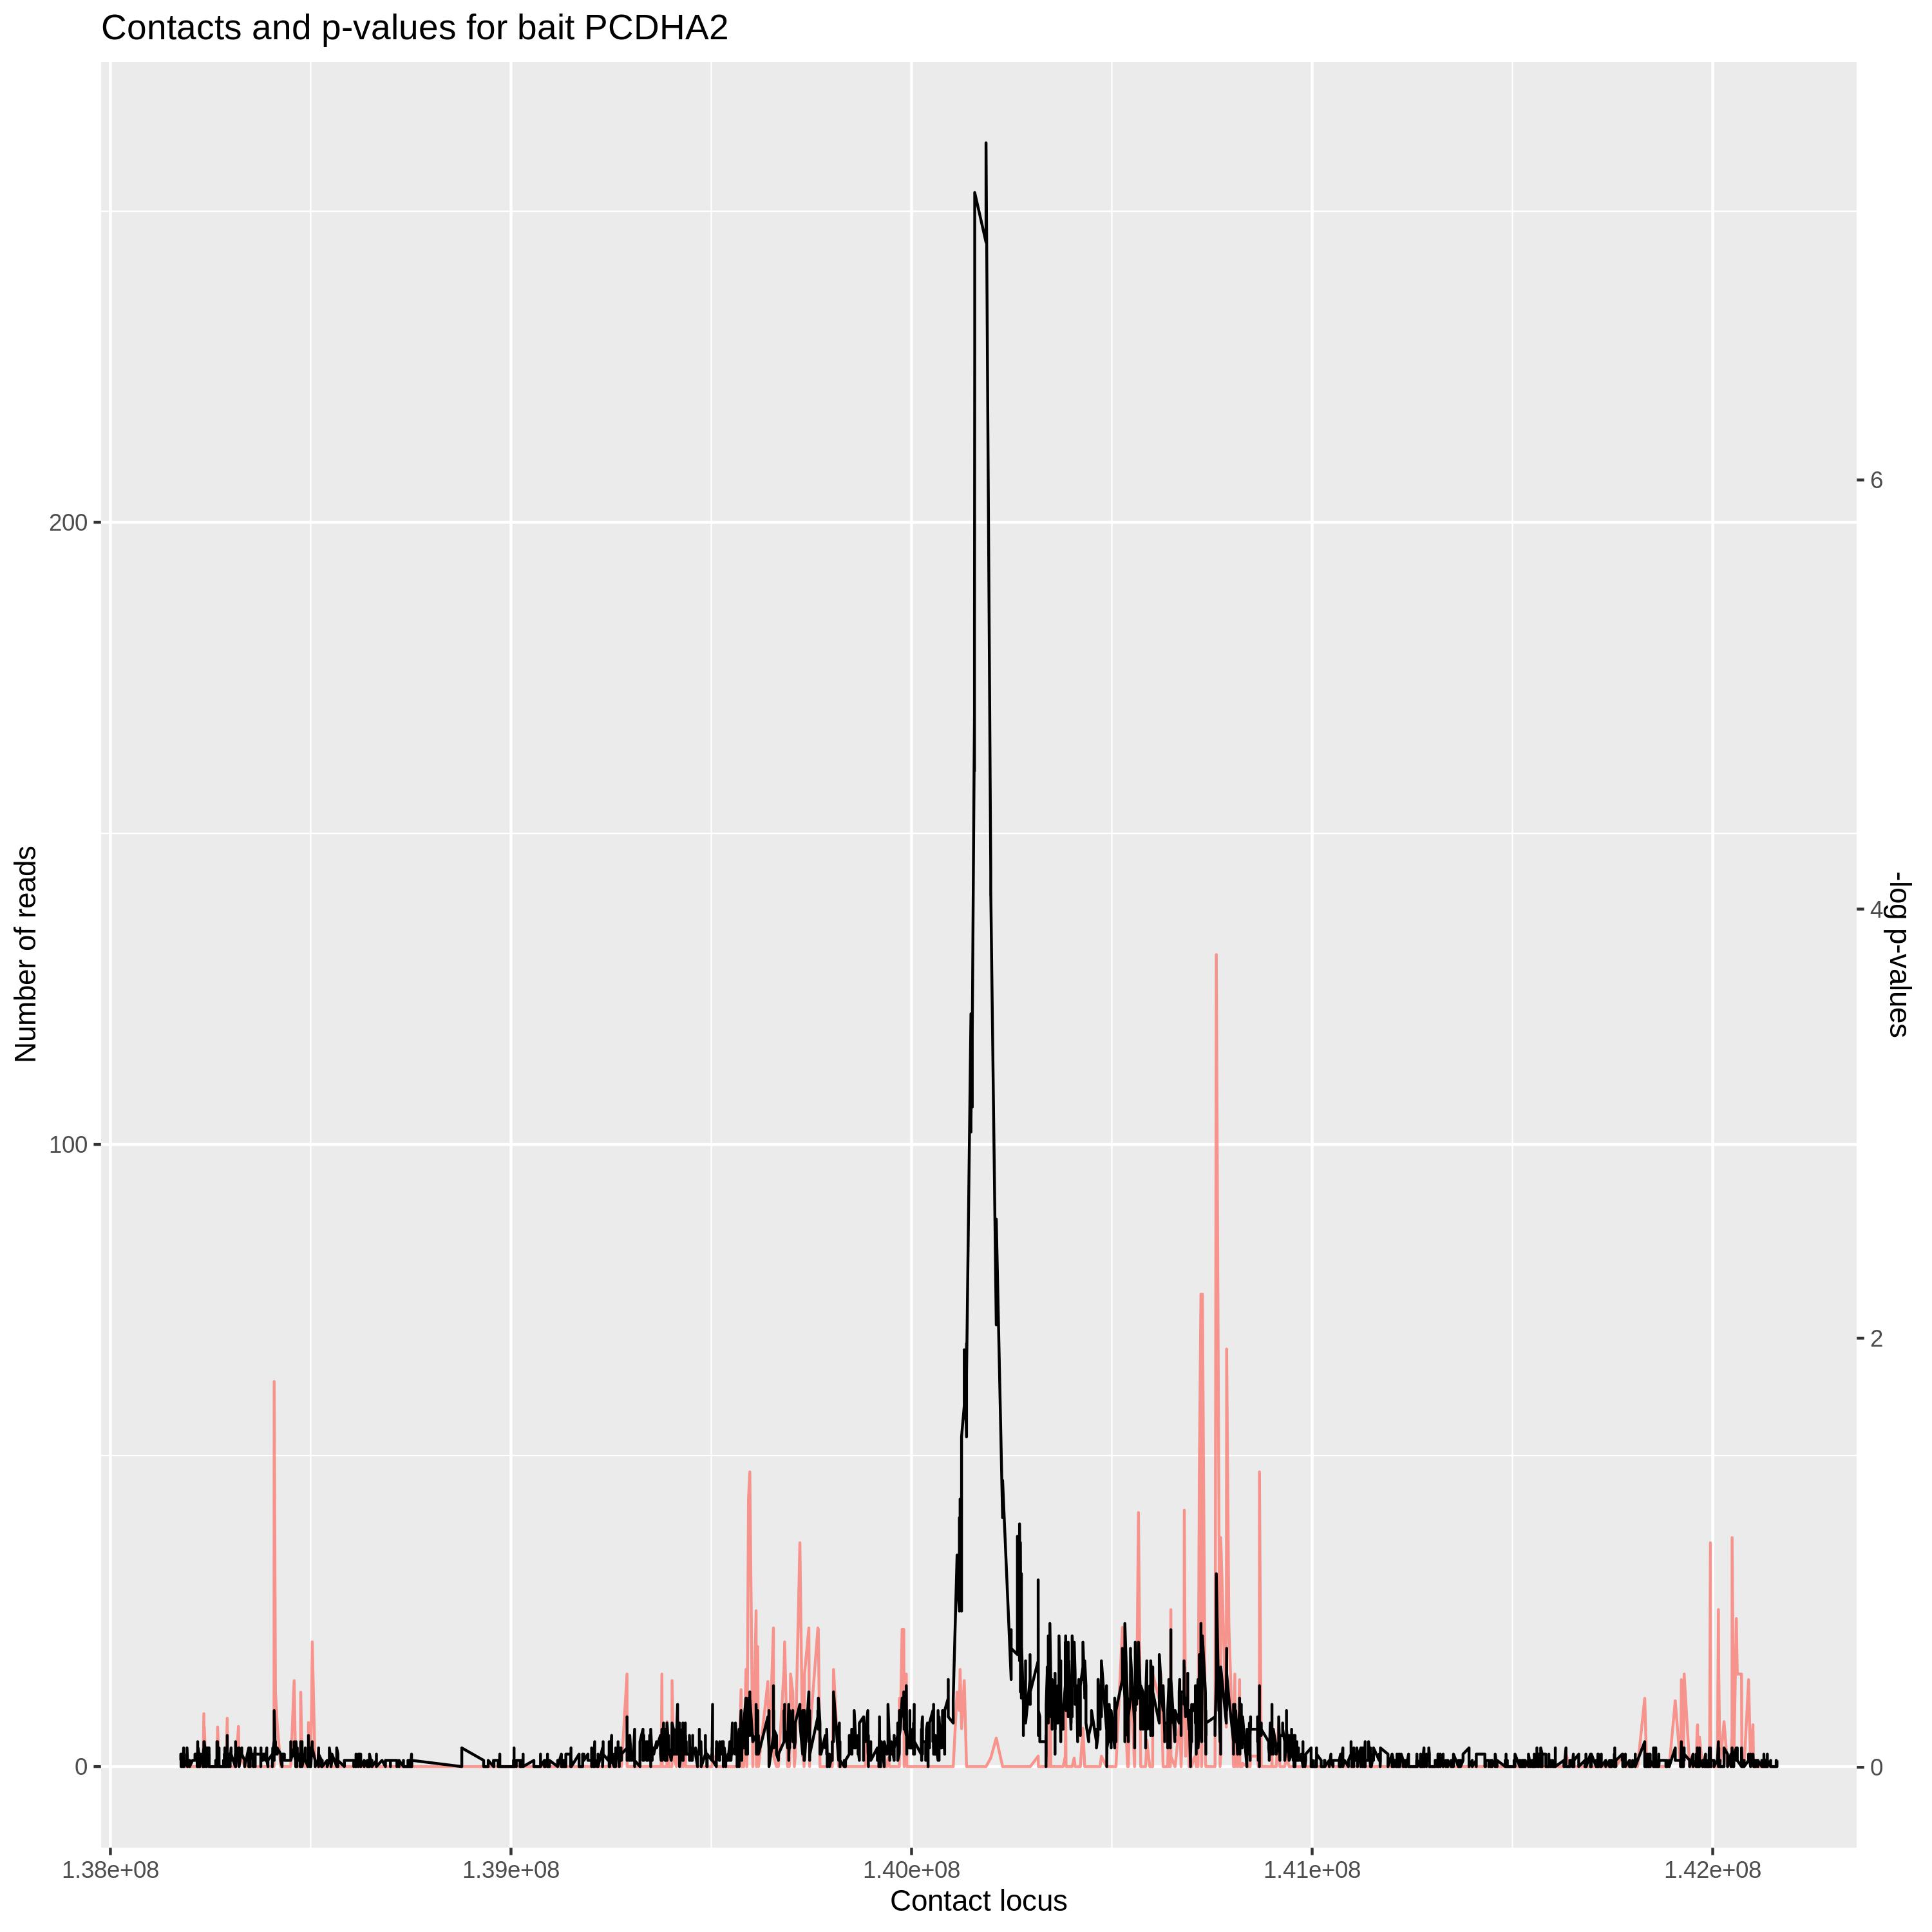 Contacts and p-values for bait PCDHA2
Number of reads
200
100
0
6
4
2
0
-log p-values
1.38e+08 1.39e+08 1.40e+08 1.41e+08 1.42e+08
Contact locus